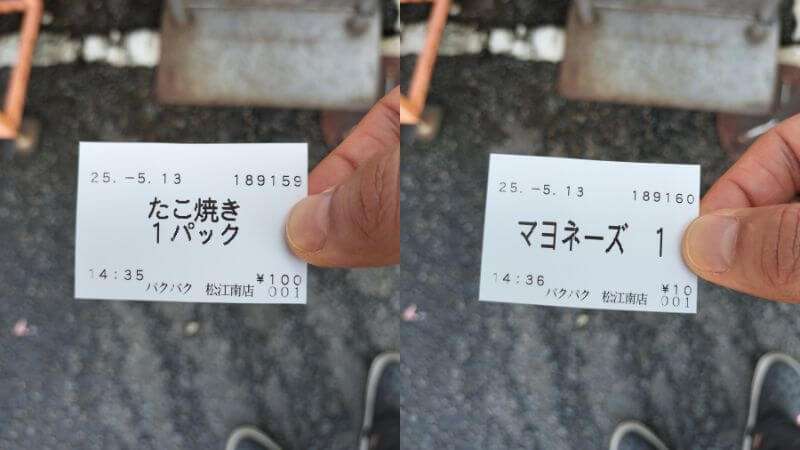 25.-5.13 189159
たこ焼き
1パック
14:35 ¥100
パクパク 松江南店 001
25.-5.13 189160
マヨネーズ 1
14:36 ¥10
パクパク 松江南店 001